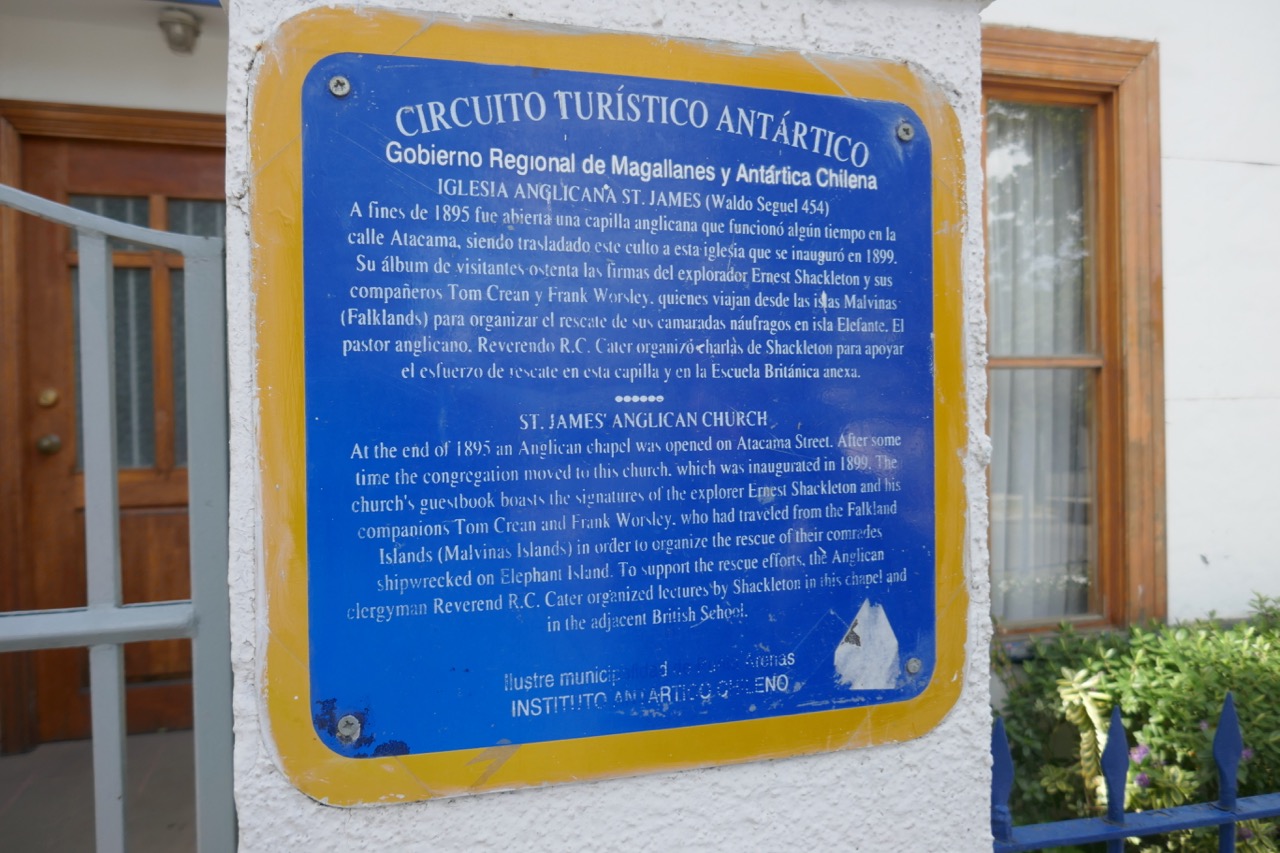 CIRCUITO TURÍSTICO ANTÁRTICO
Gobierno Regional de Magallanes y Antártica Chilena
IGLESIA ANGLICANA ST. JAMES (Waldo Seguel 454)
A fines de 1895 fue abierta una capilla anglicana que funcionó algún tiempo en la
calle Atacama, siendo trasladado este culto a esta iglesia que se inauguró en 1899.
Su álbum de visitantes ostenta las firmas del explorador Ernest Shackleton y sus
compañeros Tom Crean y Frank Worsley, quienes viajan desde las islas Malvinas
(Falklands) para organizar el rescate de sus camaradas náufragos en isla Elefante. El
pastor anglicano, Reverendo R.C. Cater organizó charlas de Shackleton para apoyar
el esfuerzo de rescate en esta capilla y en la Escuela Británica anexa.
ST. JAMES' ANGLICAN CHURCH
At the end of 1895 an Anglican chapel was opened on Atacama Street. After some
time the congregation moved to this church, which was inaugurated in 1899. The
church's guestbook boasts the signatures of the explorer Ernest Shackleton and his
companions Tom Crean and Frank Worsley, who had traveled from the Falkland
Islands (Malvinas Islands) in order to organize the rescue of their comrades
shipwrecked on Elephant Island. To support the rescue efforts, the Anglican
clergyman Reverend R.C. Cater organized lectures by Shackleton in this chapel and
in the adjacent British School.
Ilustre municipalidad de Punta Arenas
INSTITUTO ANTÁRTICO CHILENO